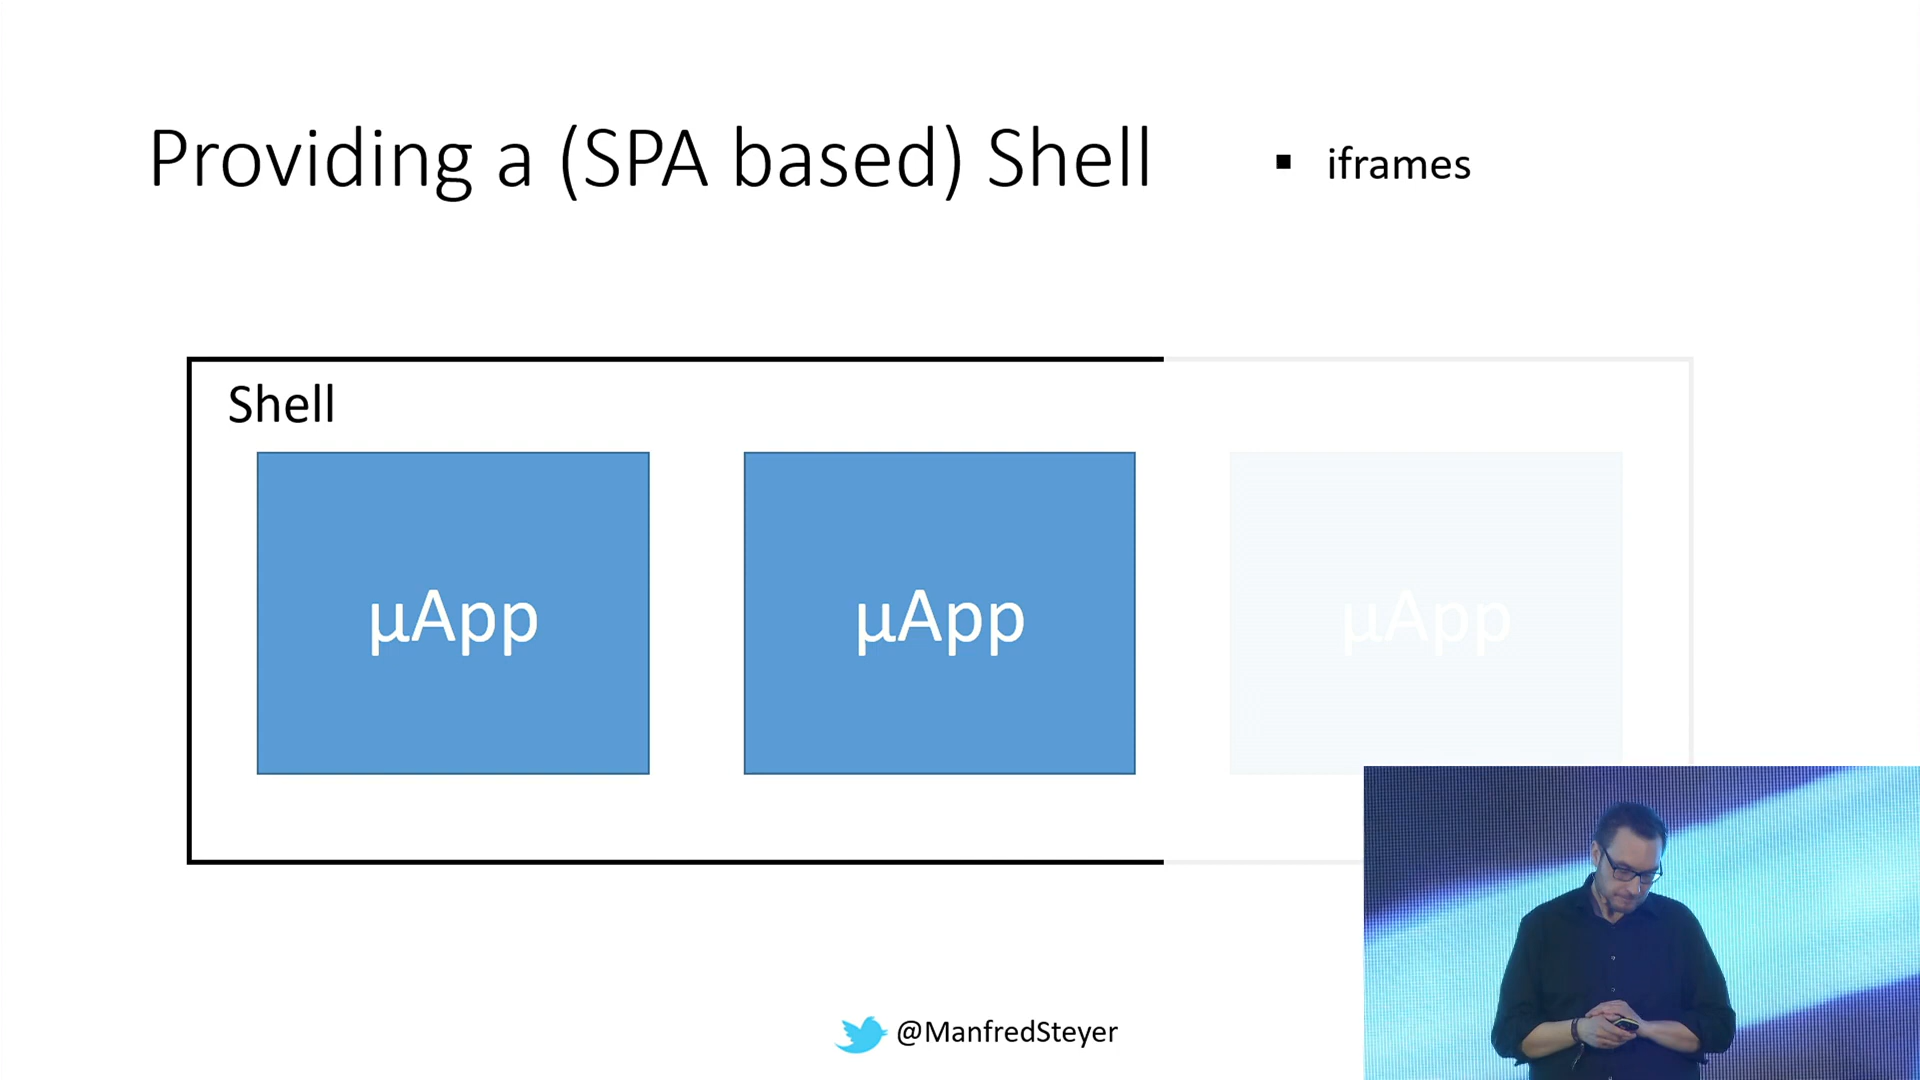 Providing a (SPA based) Shell
▪ iframes
Shell
µApp
µApp
µApp
@ManfredSteyer